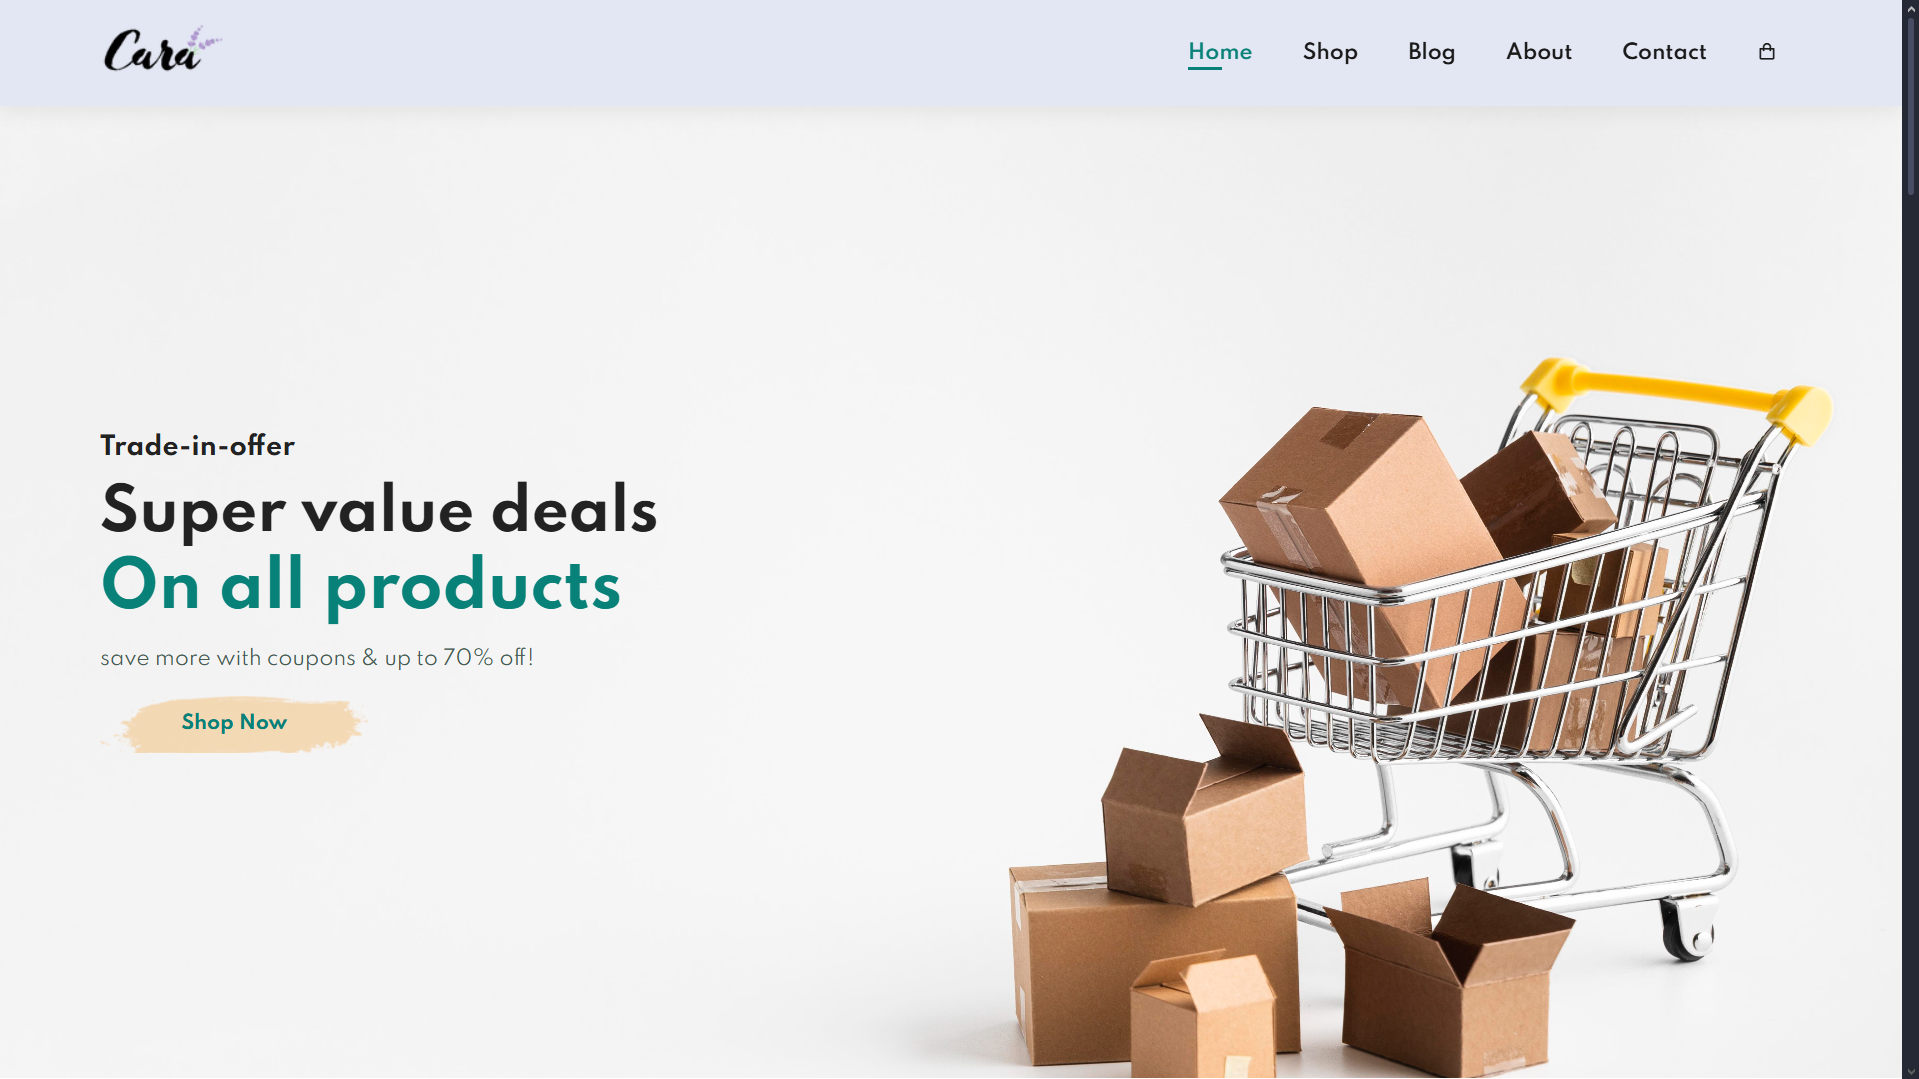 Cara
Home Shop Blog About Contact
Trade-in-offer
Super value deals
On all products
save more with coupons & up to 70% off!
Shop Now